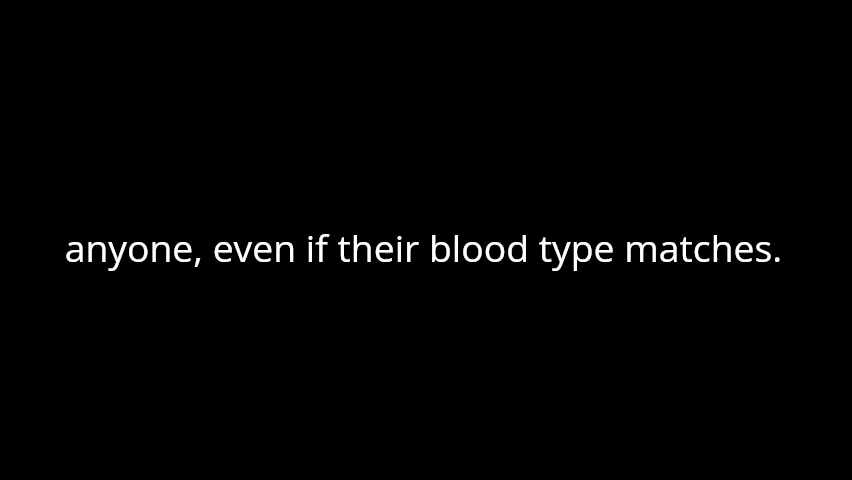 anyone, even if their blood type matches.